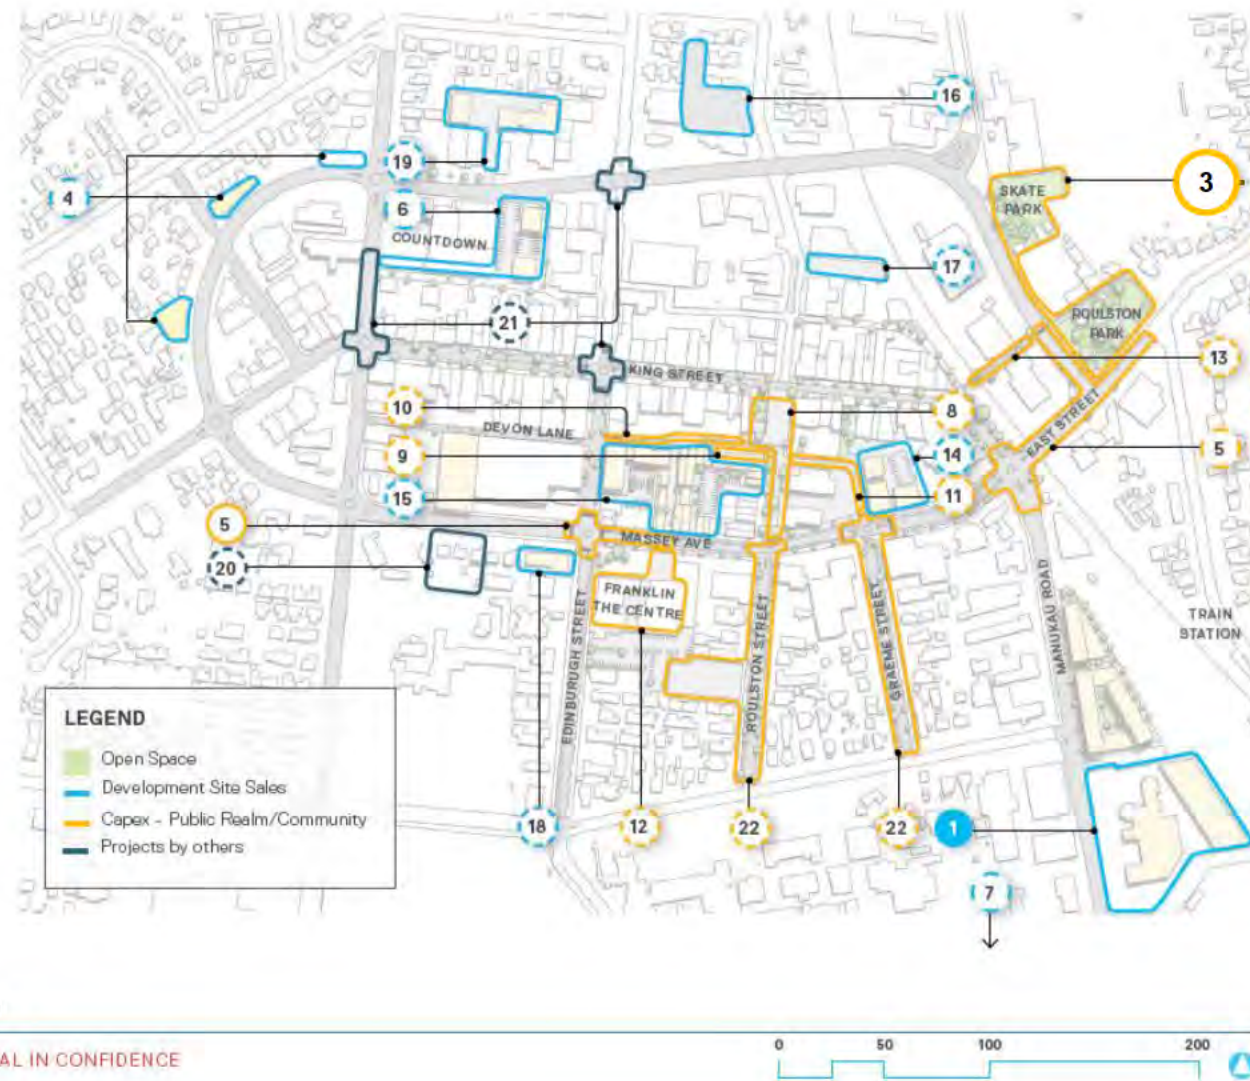 16
SKATE
PARK
3
19
4
6
COUNTDOWN
17
ROULSTON
PARK
21
13
KING STREET
10
8
DEVON LANE
EAST STREET
9
14
5
15
11
5
MASSEY AVE
20
FRANKLIN
THE CENTRE
EDINBURUGH STREET
ROULSTON STREET
GRAEME STREET
MANUKAU ROAD
TRAIN
STATION
LEGEND
Open Space
Development Site Sales
Capex - Public Realm/Community
Projects by others
18
12
22
22
1
7
AL IN CONFIDENCE
0
50
100
200